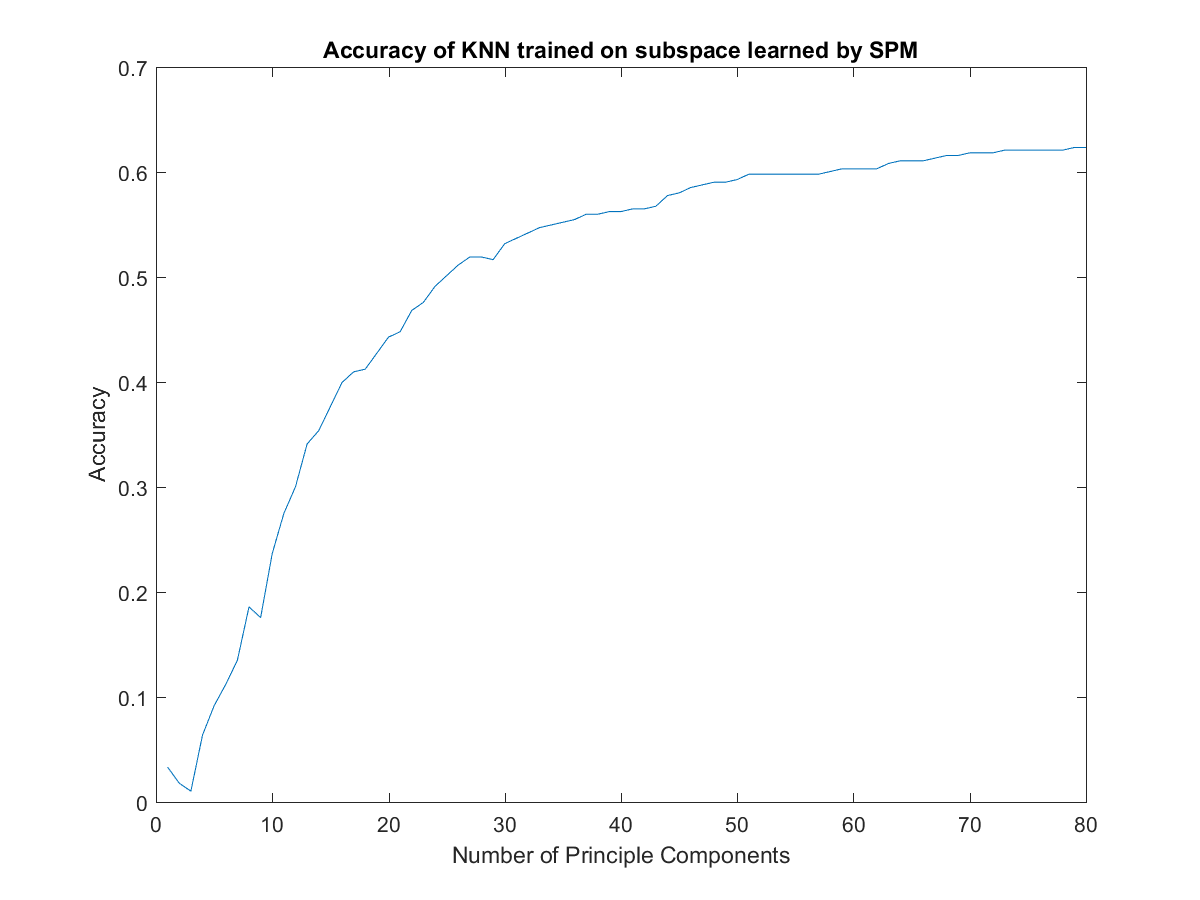 Accuracy of KNN trained on subspace learned by SPM
0.7
0.6
0.5
0.4
0.3
0.2
0.1
0
Accuracy
0 10 20 30 40 50 60 70 80
Number of Principle Components